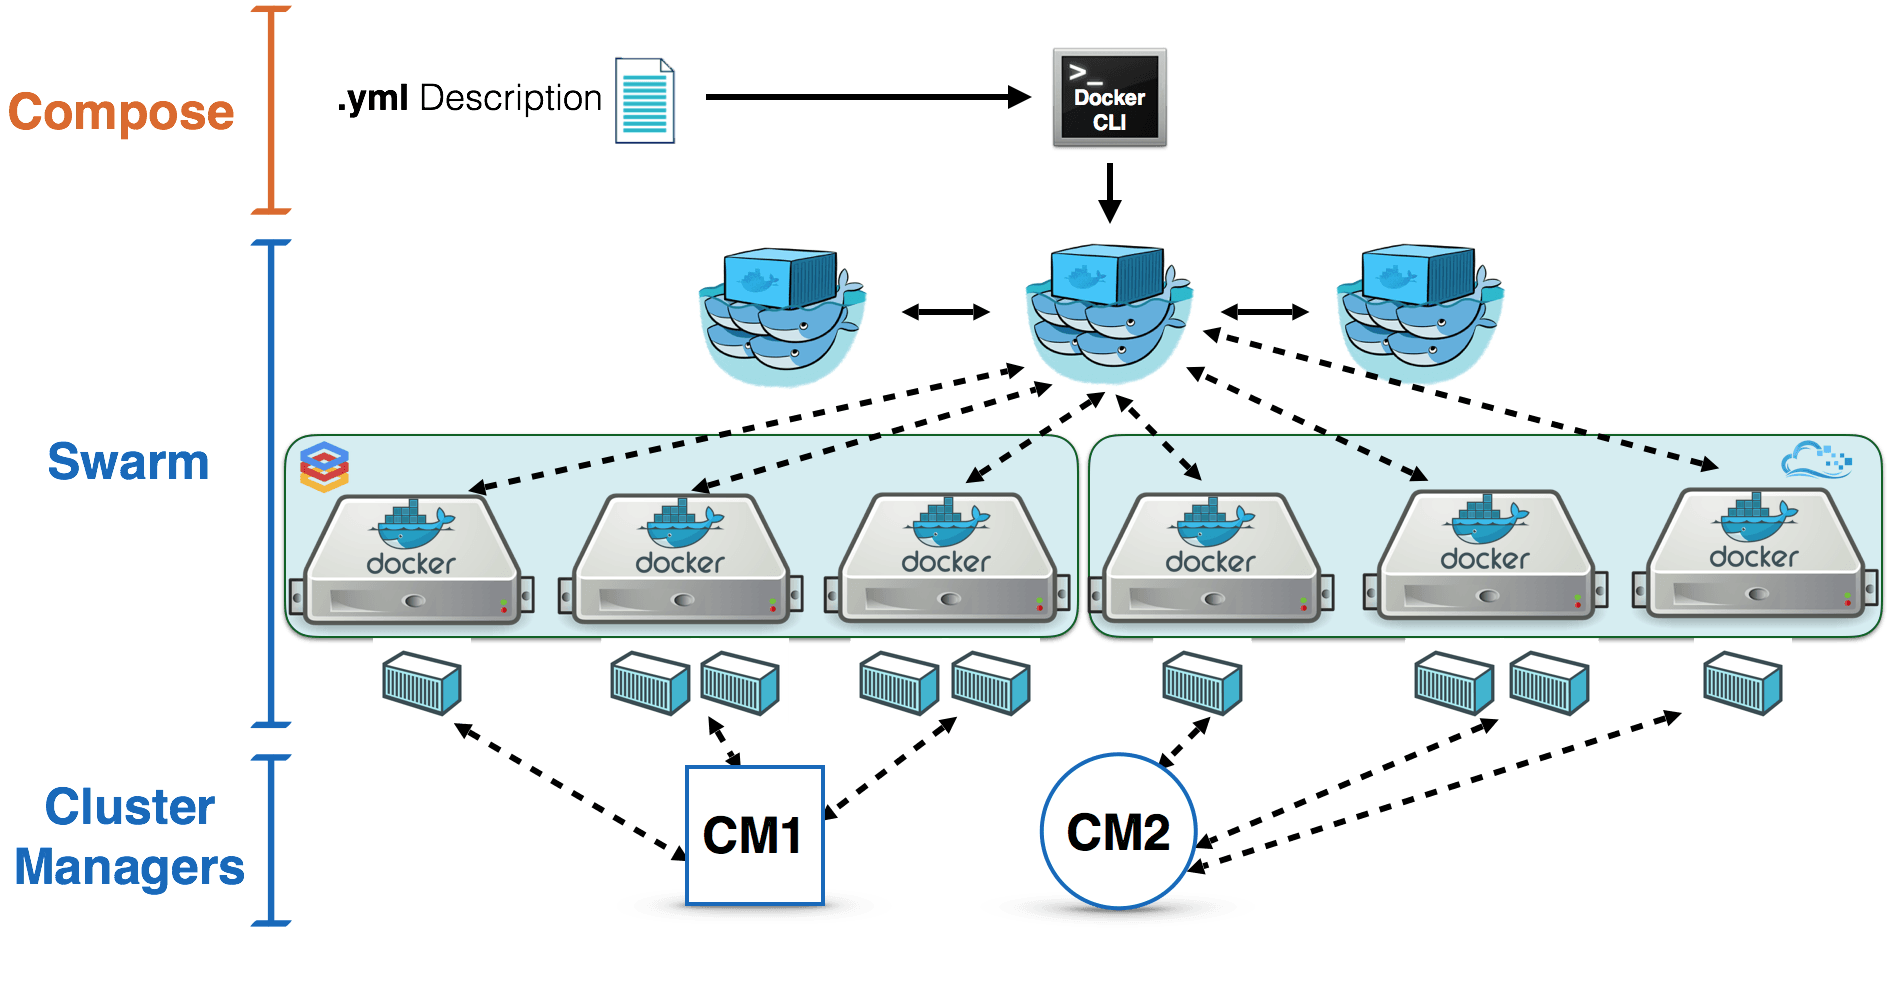 Compose
.yml Description
>_
Docker
CLI
Swarm
docker
docker
docker
docker
docker
docker
Cluster
Managers
CM1
CM2